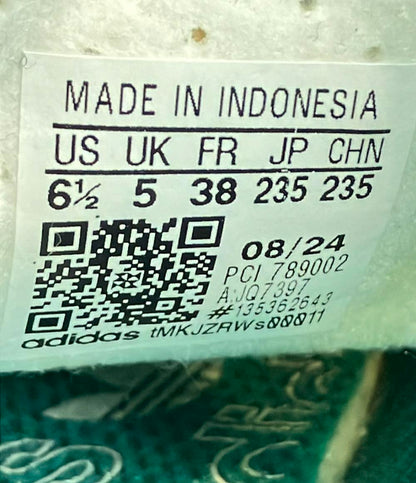 MADE IN INDONESIA
US UK FR JP CHN
6½ 5 38 235 235
08/24
PCI 789002
A:JQ7397
#135362643
adidas tMKJZRWs00011